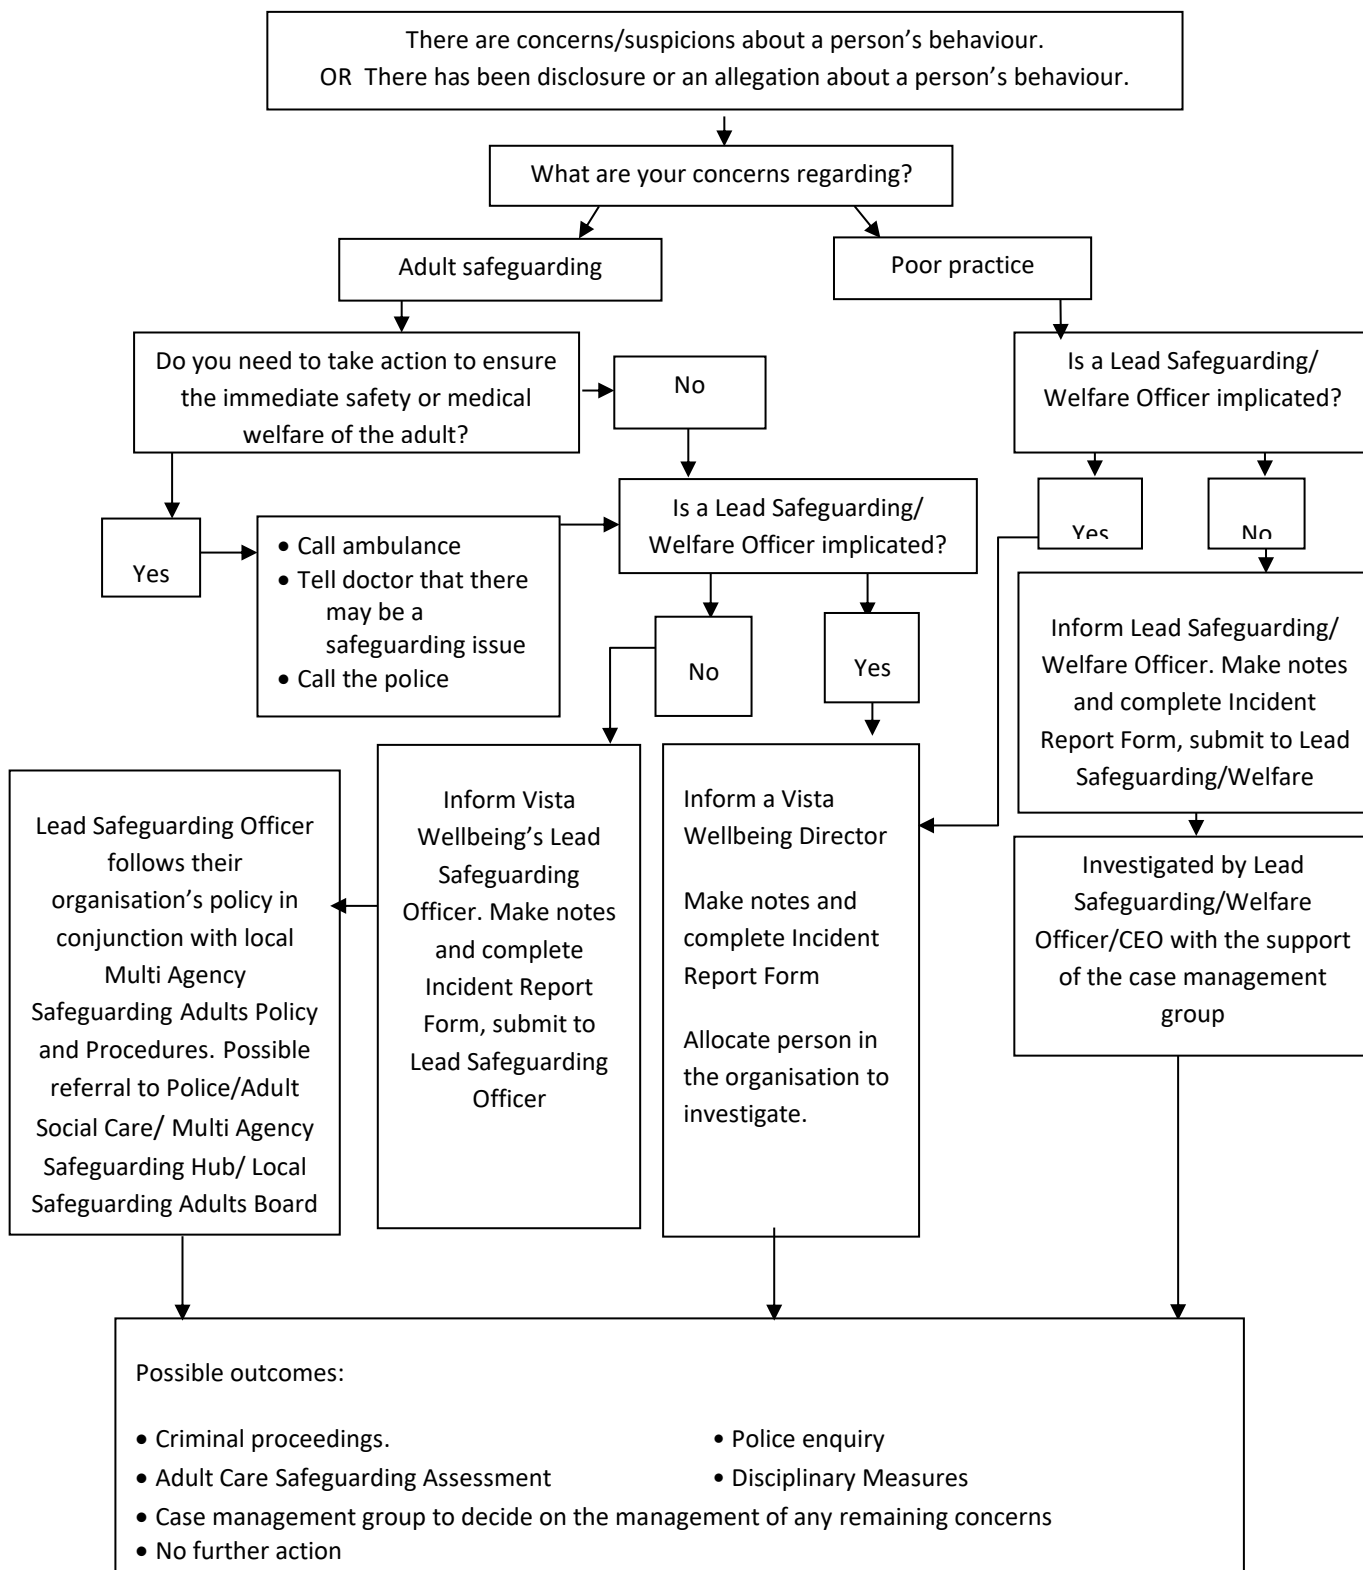 There are concerns/suspicions about a person’s behaviour.
OR  There has been disclosure or an allegation about a person’s behaviour.
What are your concerns regarding?
Adult safeguarding
Poor practice
Do you need to take action to ensure
the immediate safety or medical
welfare of the adult?
No
Is a Lead Safeguarding/
Welfare Officer implicated?
Yes
• Call ambulance
• Tell doctor that there
may be a
safeguarding issue
• Call the police
Is a Lead Safeguarding/
Welfare Officer implicated?
Yes
No
No
Yes
Inform Lead Safeguarding/
Welfare Officer. Make notes
and complete Incident
Report Form, submit to Lead
Safeguarding/Welfare
Lead Safeguarding Officer
follows their
organisation’s policy in
conjunction with local
Multi Agency
Safeguarding Adults Policy
and Procedures. Possible
referral to Police/Adult
Social Care/ Multi Agency
Safeguarding Hub/ Local
Safeguarding Adults Board
Inform Vista
Wellbeing’s Lead
Safeguarding
Officer. Make notes
and complete
Incident Report
Form, submit to
Lead Safeguarding
Officer
Inform a Vista
Wellbeing Director
Make notes and
complete Incident
Report Form
Allocate person in
the organisation to
investigate.
Investigated by Lead
Safeguarding/Welfare
Officer/CEO with the support
of the case management
group
Possible outcomes:
• Criminal proceedings.
• Police enquiry
• Adult Care Safeguarding Assessment
• Disciplinary Measures
• Case management group to decide on the management of any remaining concerns
• No further action